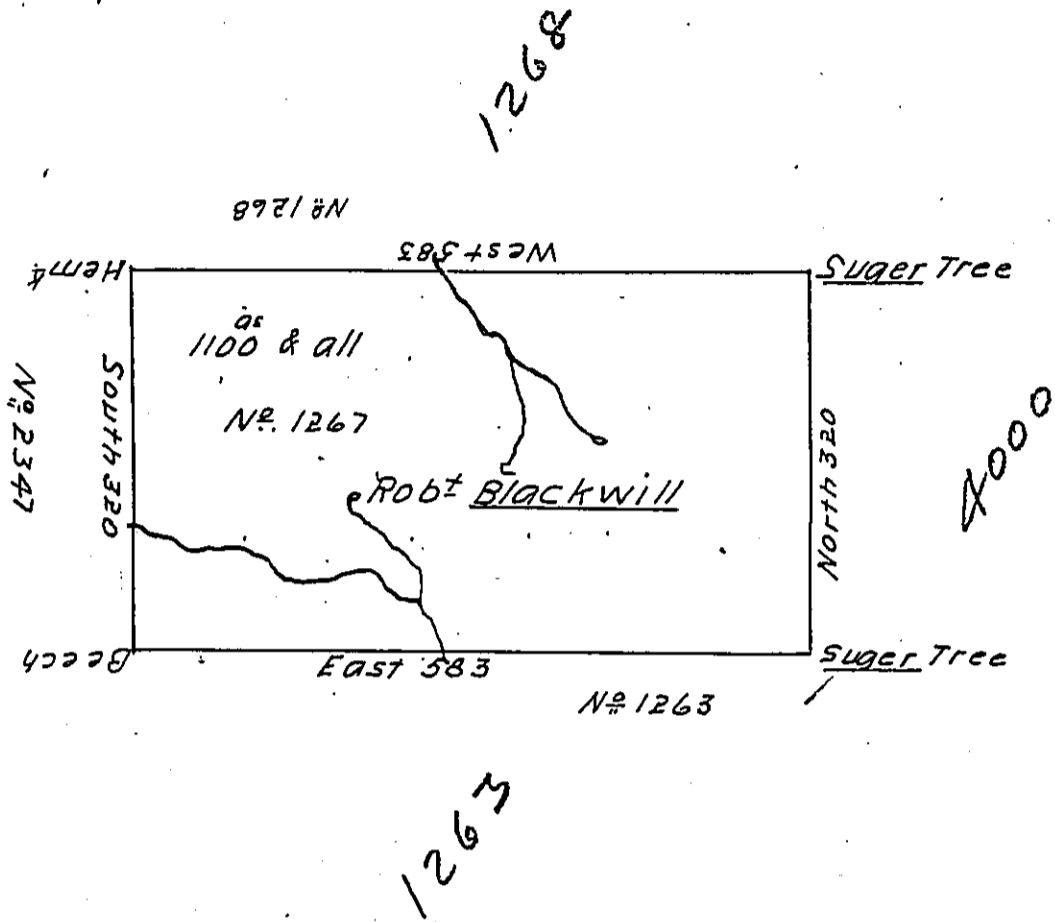 1268
Nº 1268
West 583
Hemk
Suger Tree
as
1100 & all
Nº 1267
South 320
Nº 2347
North 320
4000
Robt Blackwill
Beech
East 583
Suger Tree
Nº 1263
1263